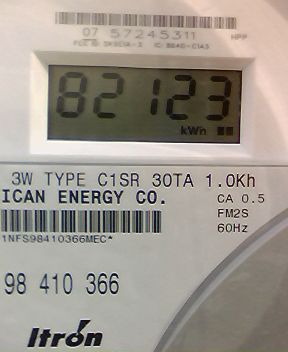 07 57245311
82123
kWh
3W TYPE C1SR 30TA 1.0Kh
ICAN ENERGY CO.
CA 0.5
FM2S
1NFS98410366MEC*
60Hz
98 410 366
Itron